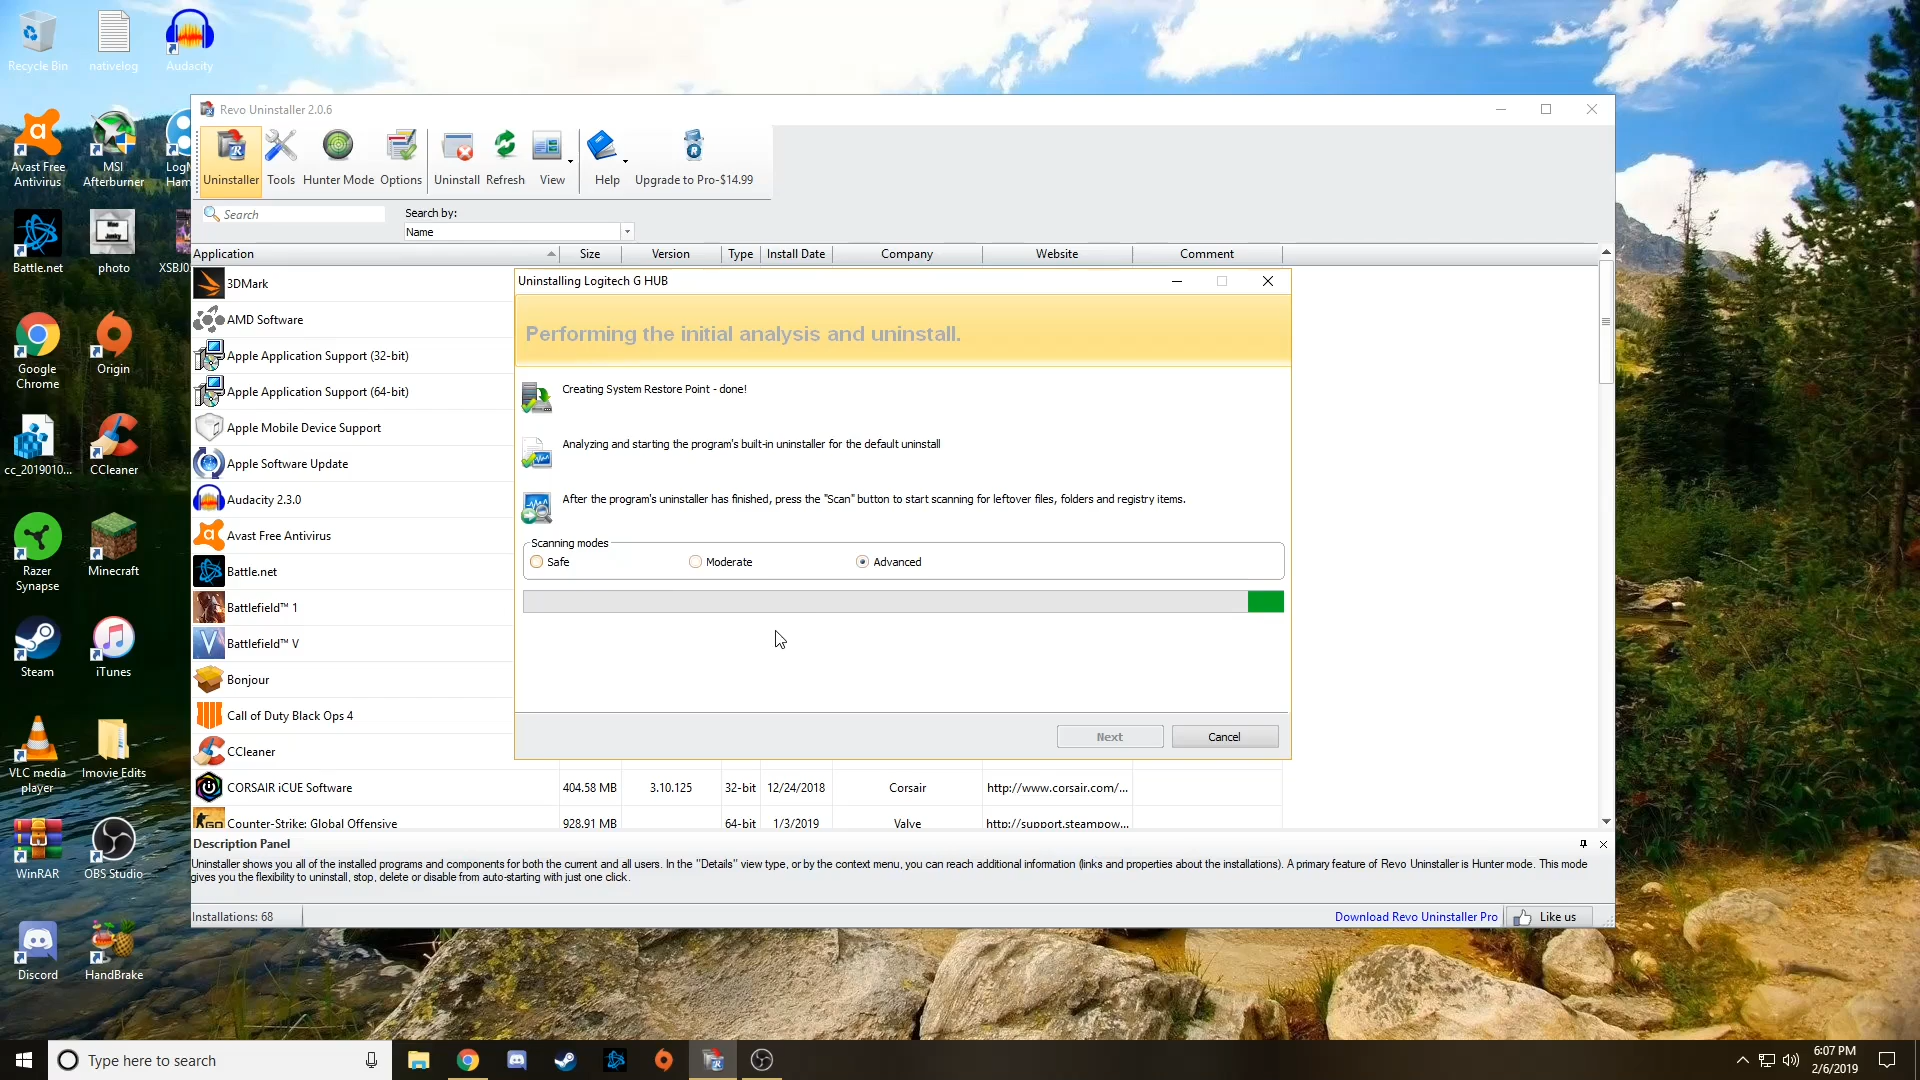 Recycle Bin
nativelog
Audacity
Avast Free
Antivirus
MSI
Afterburner
LogM
Ham
Battle.net
photo
XSBJ0
Google
Chrome
Origin
cc_2019010...
CCleaner
Razer
Synapse
Minecraft
Steam
iTunes
VLC media
player
Imovie Edits
WinRAR
OBS Studio
Discord
HandBrake
Revo Uninstaller 2.0.6
Uninstaller
Tools
Hunter Mode
Options
Uninstall
Refresh
View
Help
Upgrade to Pro-$14.99
Search
Search by:
Name
Application
Size
Version
Type
Install Date
Company
Website
Comment
3DMark
AMD Software
Apple Application Support (32-bit)
Apple Application Support (64-bit)
Apple Mobile Device Support
Apple Software Update
Audacity 2.3.0
Avast Free Antivirus
Battle.net
Battlefield™ 1
Battlefield™ V
Bonjour
Call of Duty Black Ops 4
CCleaner
CORSAIR iCUE Software 404.58 MB 3.10.125 32-bit 12/24/2018 Corsair http://www.corsair.com/...
Counter-Strike: Global Offensive 928.91 MB 64-bit 1/3/2019 Valve http://support.steampow...
Uninstalling Logitech G HUB
Performing the initial analysis and uninstall.
Creating System Restore Point - done!
Analyzing and starting the program's built-in uninstaller for the default uninstall
After the program's uninstaller has finished, press the "Scan" button to start scanning for leftover files, folders and registry items.
Scanning modes
Safe
Moderate
Advanced
Next
Cancel
Description Panel
Uninstaller shows you all of the installed programs and components for both the current and all users. In the "Details" view type, or by the context menu, you can reach additional information (links and properties about the installations). A primary feature of Revo Uninstaller is Hunter mode. This mode
gives you the flexibility to uninstall, stop, delete or disable from auto-starting with just one click.
Installations: 68
Download Revo Uninstaller Pro
Like us
Type here to search
6:07 PM
2/6/2019